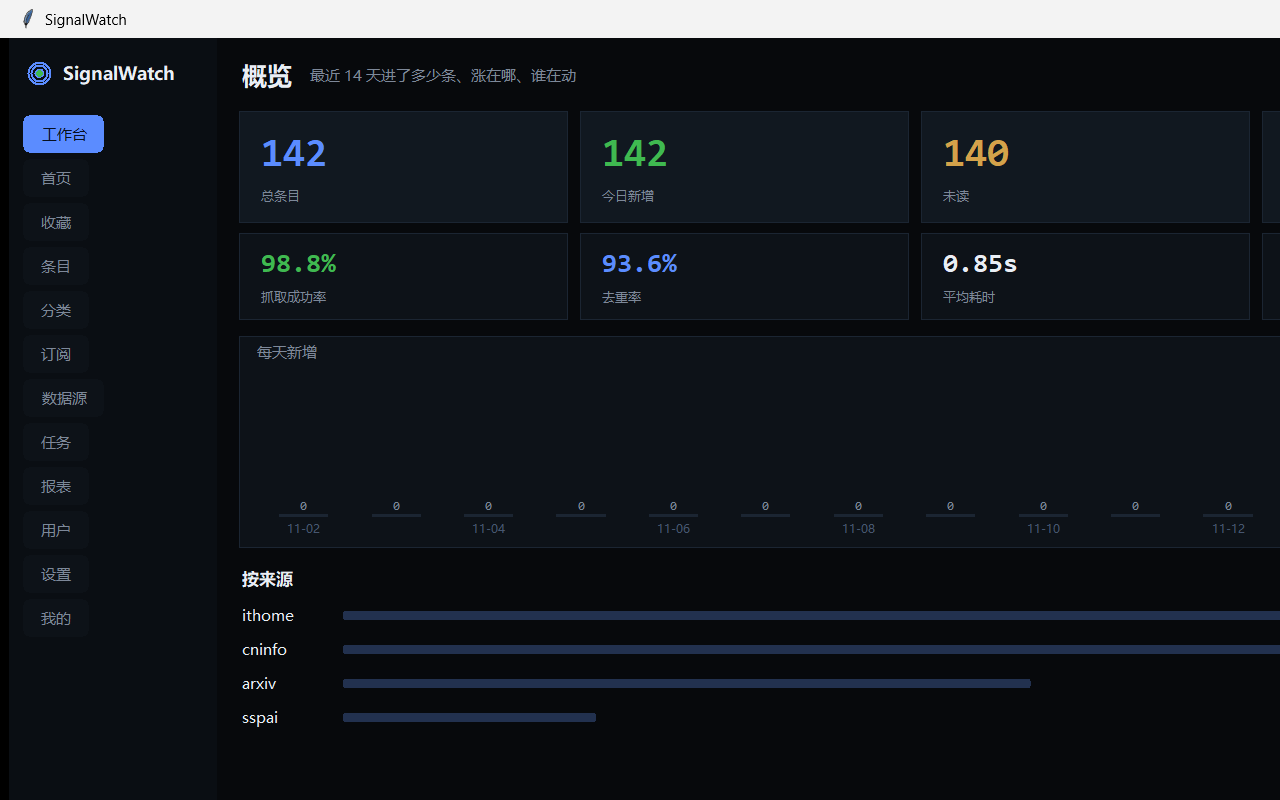 SignalWatch
SignalWatch
概览 最近 14 天进了多少条、涨在哪、谁在动
工作台
首页
收藏
条目
分类
订阅
数据源
任务
报表
用户
设置
我的
142 142 140
总条目 今日新增 未读
98.8% 93.6% 0.85s
抓取成功率 去重率 平均耗时
每天新增
0 0 0 0 0 0 0 0 0 0 0
11-02 11-04 11-06 11-08 11-10 11-12
按来源
ithome
cninfo
arxiv
sspai